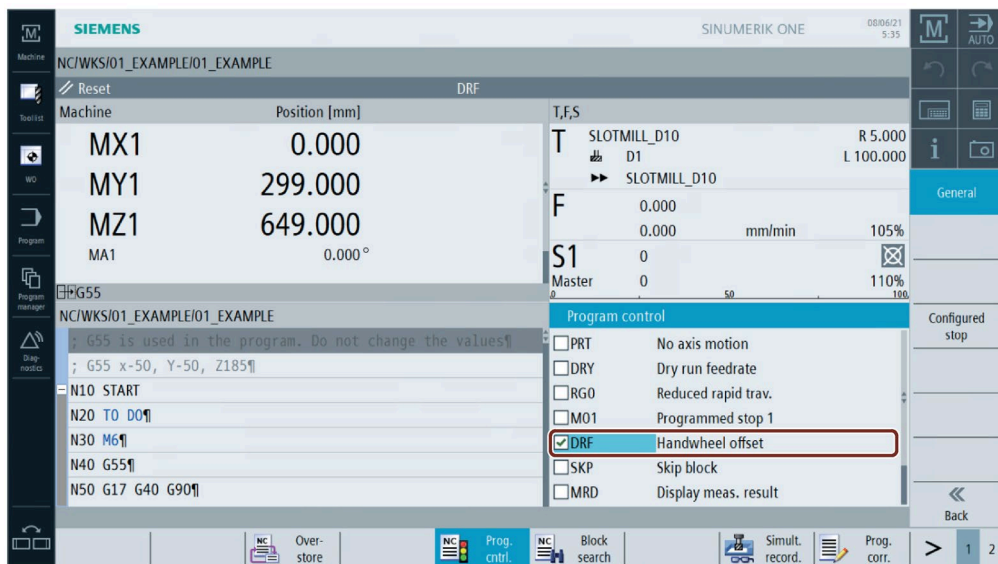 SIEMENS
SINUMERIK ONE
08/06/21
5:35
M
AUTO
Machine
NC/WKS/01_EXAMPLE/01_EXAMPLE
Reset
DRF
Tool list
Machine
Position [mm]
T,F,S
MX1
0.000
T
SLOTMILL_D10
R 5.000
D1
L 100.000
WO
MY1
299.000
SLOTMILL_D10
General
F
0.000
MZ1
649.000
0.000
mm/min
105%
Program
MA1
0.000°
S1
0
Master
0
110%
0
50
100
G55
Program
manager
NC/WKS/01_EXAMPLE/01_EXAMPLE
Program control
Configured
stop
; G55 is used in the program. Do not change the values¶
PRT
No axis motion
Diag-
nostics
; G55 x-50, Y-50, Z185¶
DRY
Dry run feedrate
N10 START
RG0
Reduced rapid trav.
N20 T0 D0¶
M01
Programmed stop 1
N30 M6¶
DRF
Handwheel offset
N40 G55¶
SKP
Skip block
N50 G17 G40 G90¶
MRD
Display meas. result
Back
NC
Over-
store
NC
Prog.
cntrl.
NC
Block
search
Simult.
record.
Prog.
corr.
1
2